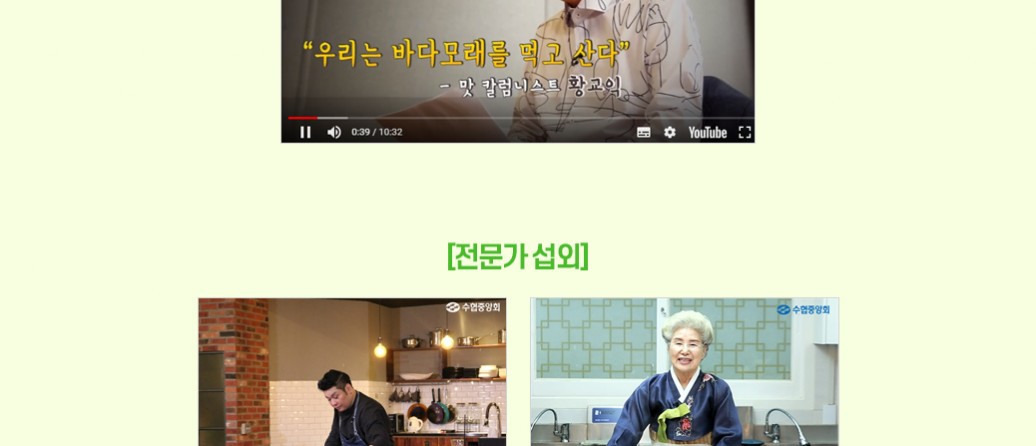 “우리는 바다모래를 먹고 산다”
- 맛 칼럼니스트 황교익
0:39 / 10:32
YouTube
[전문가 섭외]
수협중앙회
수협중앙회